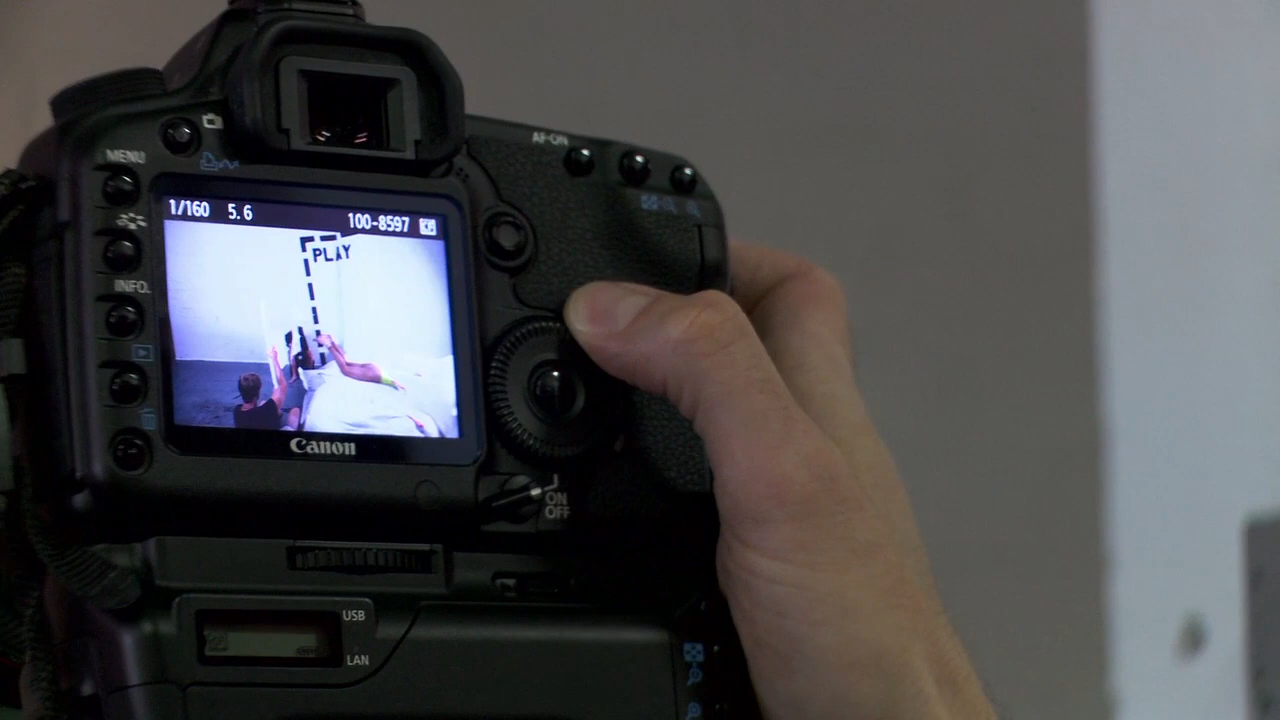 AF-ON
MENU
1/160 5.6 100-8597
PLAY
INFO.
Canon
ON
OFF
USB
LAN